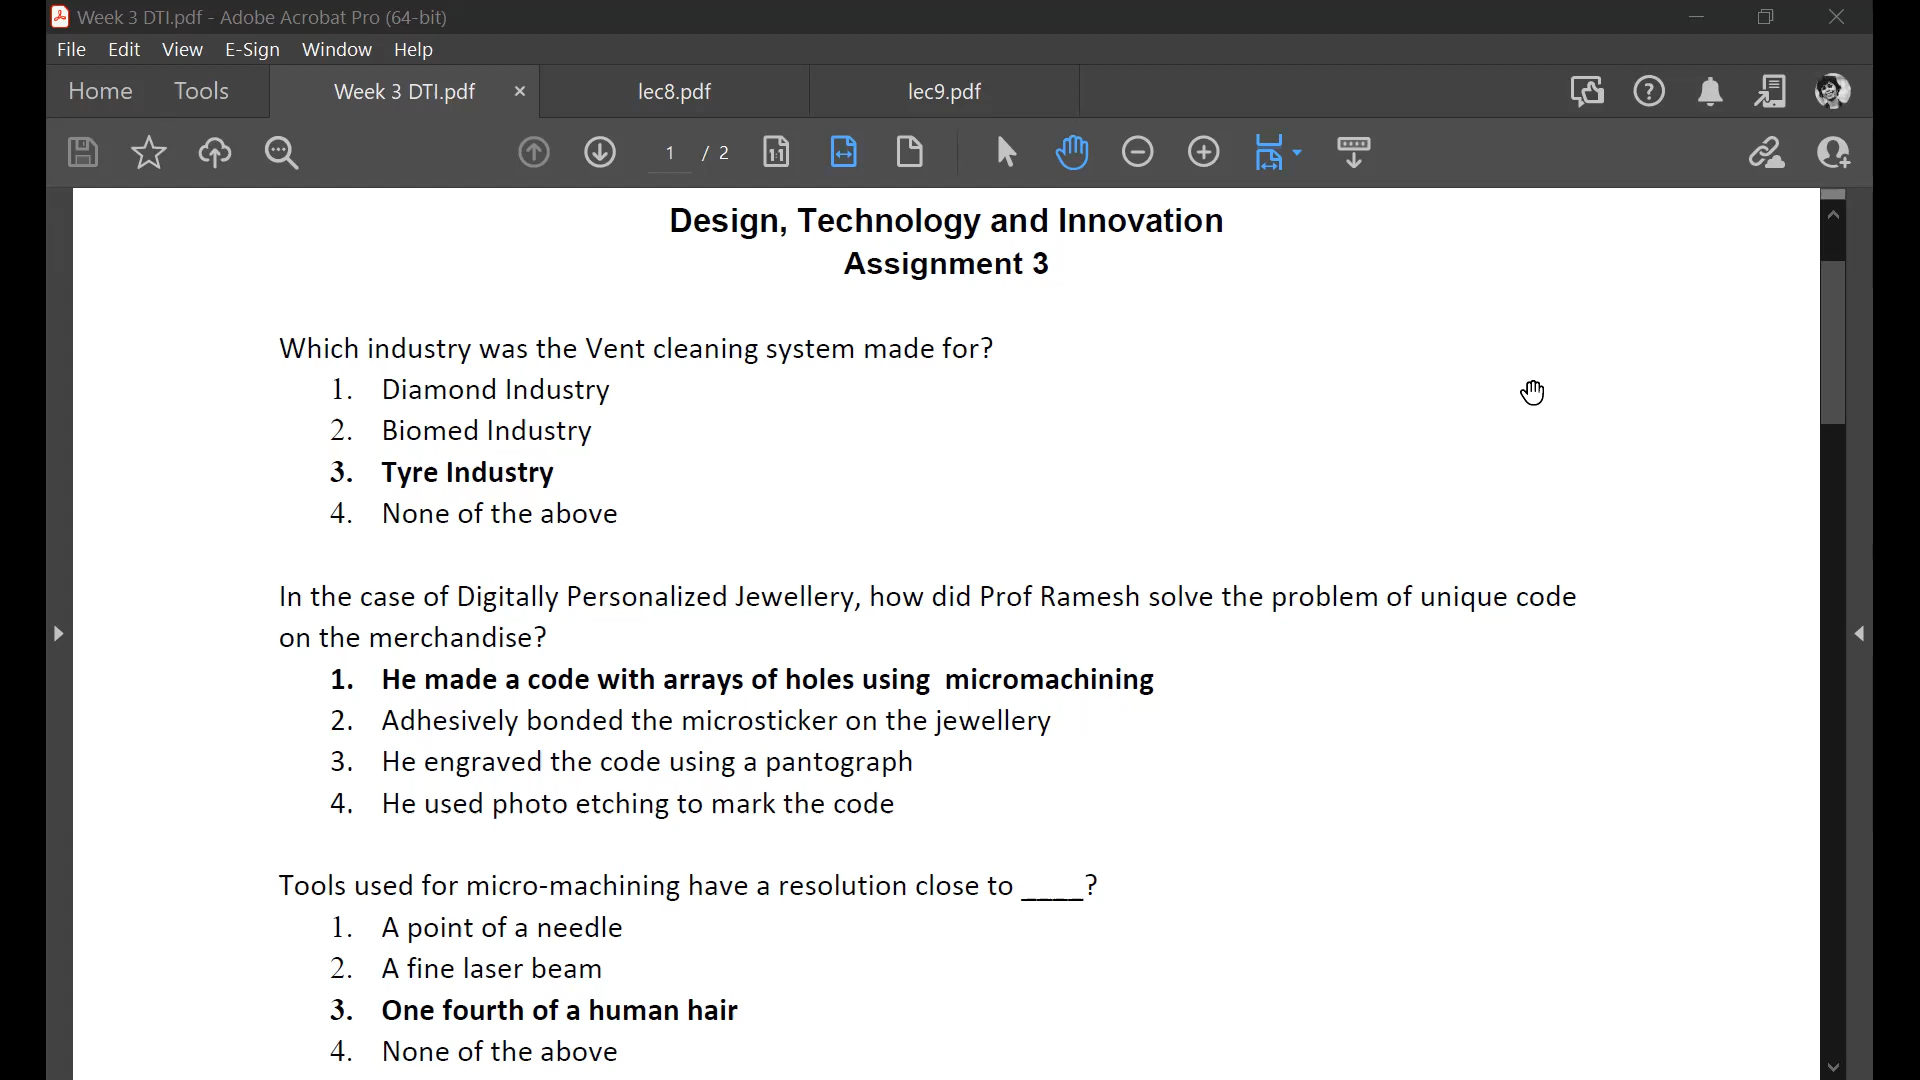 Week 3 DTI.pdf - Adobe Acrobat Pro (64-bit)
File Edit View E-Sign Window Help
Home Tools Week 3 DTI.pdf × lec8.pdf lec9.pdf
1 / 2 1:1
Design, Technology and Innovation
Assignment 3
Which industry was the Vent cleaning system made for?
1. Diamond Industry
2. Biomed Industry
3. Tyre Industry
4. None of the above
In the case of Digitally Personalized Jewellery, how did Prof Ramesh solve the problem of unique code
on the merchandise?
1. He made a code with arrays of holes using  micromachining
2. Adhesively bonded the microsticker on the jewellery
3. He engraved the code using a pantograph
4. He used photo etching to mark the code
Tools used for micro-machining have a resolution close to ____?
1. A point of a needle
2. A fine laser beam
3. One fourth of a human hair
4. None of the above